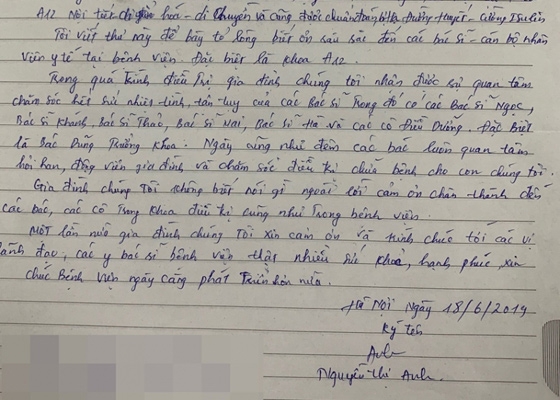 A12 Nội tiết di truyền hóa - di chuyển và cũng được chuẩn đoán bị hạ Đường Huyết - cường Insulin
Tôi viết thư này để bày tỏ lòng biết ơn sâu sắc đến các bác sĩ - cán bộ nhân
Viên y tế tại bệnh viện. Đặc biệt là khoa A12.
Trong quá trình điều trị gia đình chúng tôi nhận được sự quan tâm
chăm sóc hết sức nhiệt tình, tận tụy của các Bác sĩ Trong đó có các Bác sĩ Ngọc,
Bác sĩ Khánh, Bác sĩ Thảo, Bác sĩ Mai, Bác sĩ Hà và các cô Điều Dưỡng. Đặc Biệt
là Bác Dũng Trưởng Khoa. Ngày cũng như đêm các bác luôn quan tâm
hỏi han, động viên gia đình và chăm sóc điều trị chữa bệnh cho con chúng tôi.
Gia đình chúng Tôi không biết nói gì ngoài lời cảm ơn chân thành đến
các bác, các cô Trong Khoa điều trị cũng như Trong bệnh viện.
Một lần nữa gia đình chúng Tôi xin cảm ơn và kính chúc tới các vị
lãnh đạo, các y bác sĩ bệnh viện thật nhiều sức khỏe, hạnh phúc, xin
chúc Bệnh viện ngày càng phát Triển hơn nữa.
Hà Nội Ngày 18/6/2019
Ký tên
Anh
Nguyễn thị Anh.